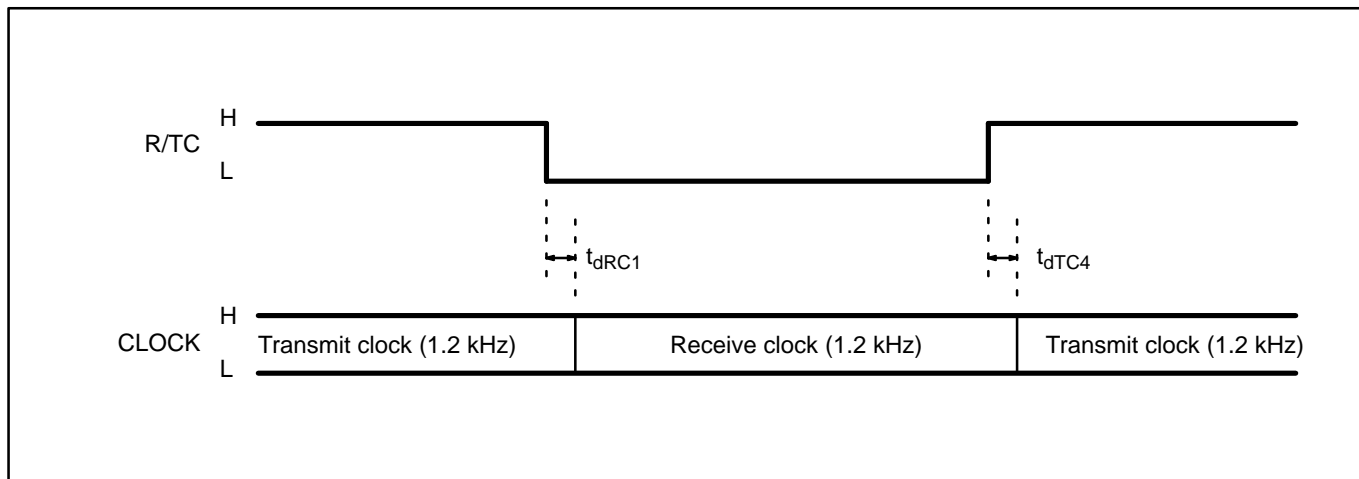 H
R/TC
L
tdRC1
tdTC4
H
CLOCK
Transmit clock (1.2 kHz)
Receive clock (1.2 kHz)
Transmit clock (1.2 kHz)
L